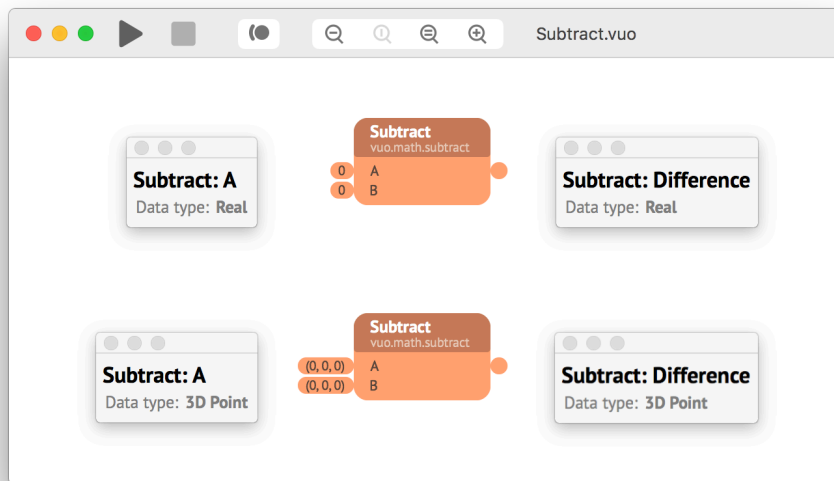 Subtract.vuo
Subtract
vuo.math.subtract
Subtract: A
Data type: Real
0 A
0 B
Subtract: Difference
Data type: Real
Subtract
vuo.math.subtract
Subtract: A
Data type: 3D Point
(0, 0, 0) A
(0, 0, 0) B
Subtract: Difference
Data type: 3D Point